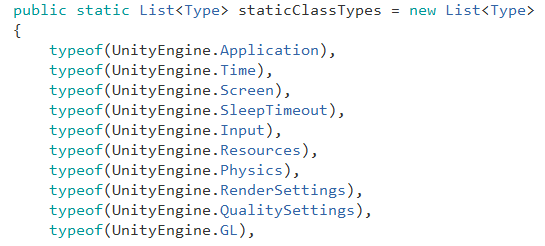 public static List<Type> staticClassTypes = new List<Type>
{
typeof(UnityEngine.Application),
typeof(UnityEngine.Time),
typeof(UnityEngine.Screen),
typeof(UnityEngine.SleepTimeout),
typeof(UnityEngine.Input),
typeof(UnityEngine.Resources),
typeof(UnityEngine.Physics),
typeof(UnityEngine.RenderSettings),
typeof(UnityEngine.QualitySettings),
typeof(UnityEngine.GL),